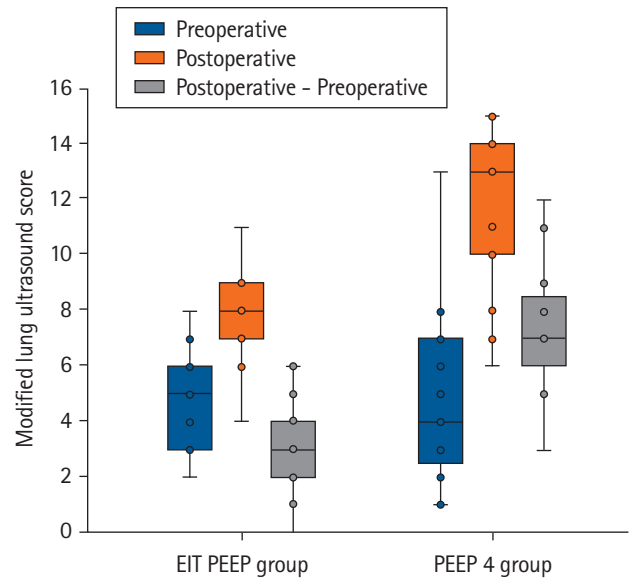 Preoperative
Postoperative
Postoperative - Preoperative
Modified lung ultrasound score
16
14
12
10
8
6
4
2
0
EIT PEEP group
PEEP 4 group